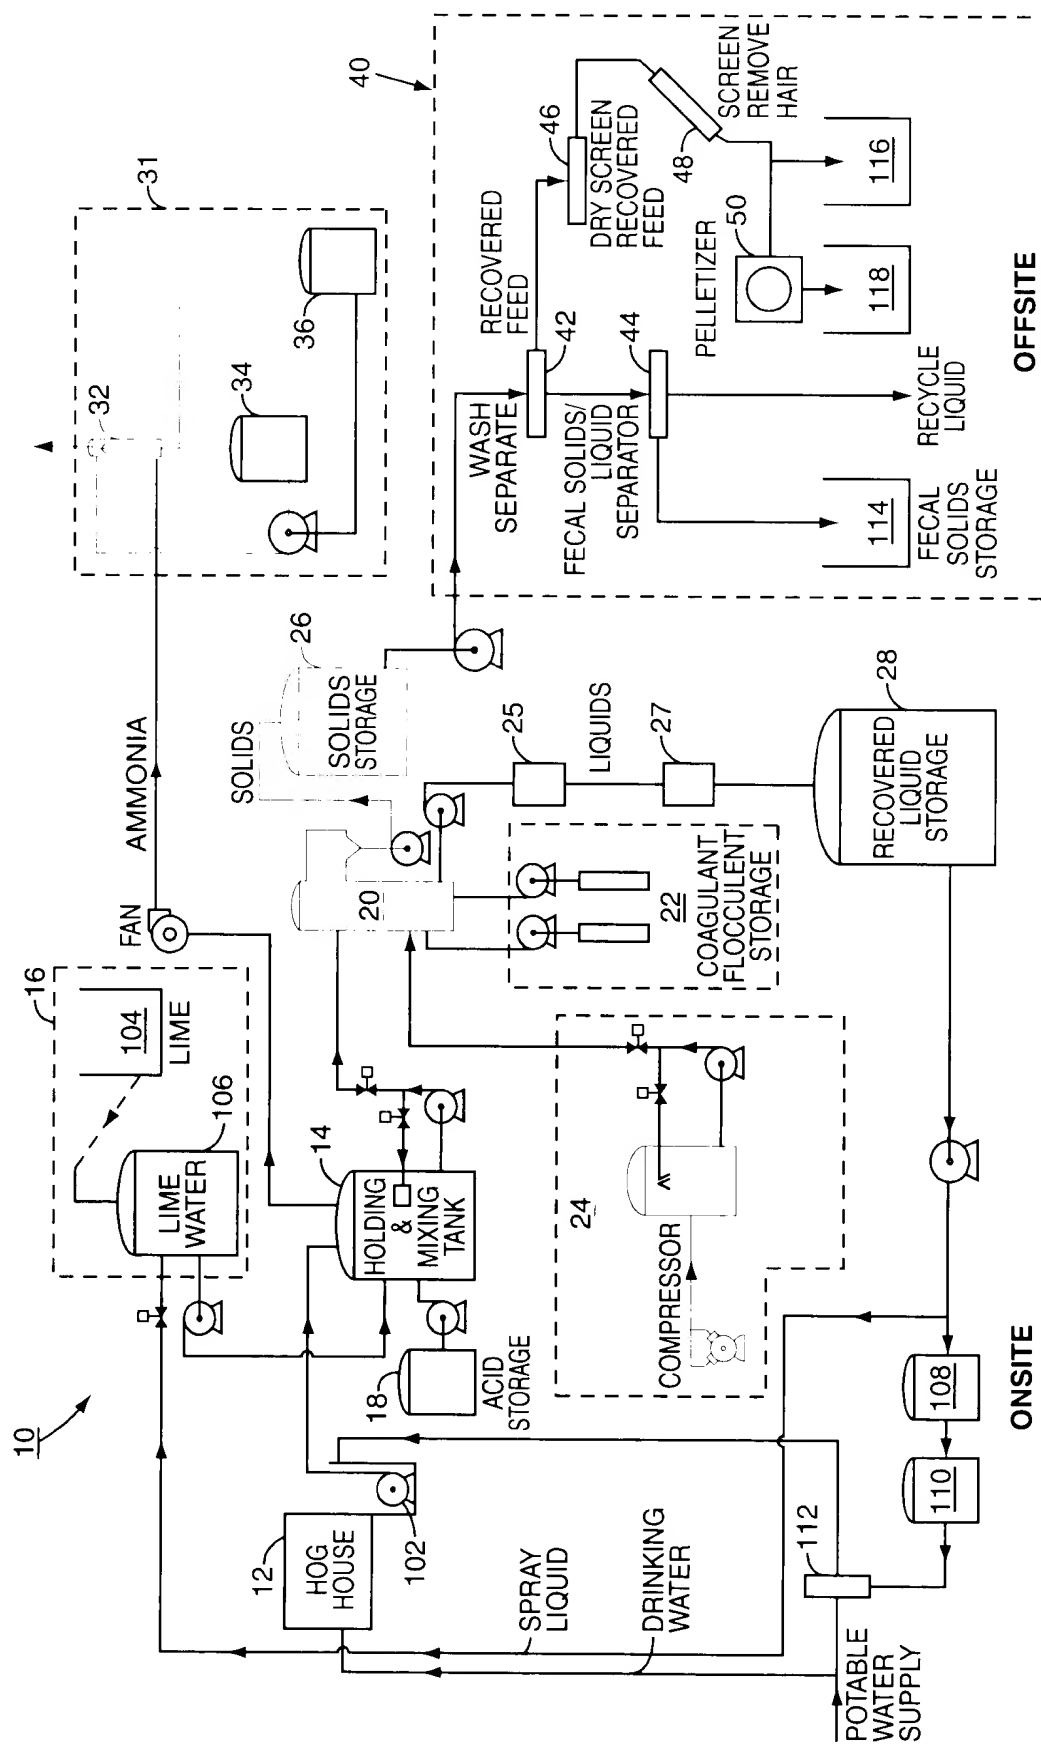 10
16
104
LIME
LIME
WATER
106
FAN
AMMONIA
31
32
34
36
12
HOG
HOUSE
102
HOLDING
&
MIXING
TANK
14
18
ACID
STORAGE
20
SOLIDS
SOLIDS
STORAGE
26
22
COAGULANT
FLOCCULENT
STORAGE
25
LIQUIDS
27
RECOVERED
LIQUID
STORAGE
28
24
COMPRESSOR
SPRAY
LIQUID
DRINKING
WATER
POTABLE
WATER
SUPPLY
112
110
108
ONSITE
40
WASH
SEPARATE
RECOVERED
FEED
42
46
DRY SCREEN
RECOVERED
FEED
48
SCREEN
REMOVE
HAIR
FECAL SOLIDS/
LIQUID
SEPARATOR
44
PELLETIZER
50
114
FECAL
SOLIDS
STORAGE
RECYCLE
LIQUID
118
116
OFFSITE